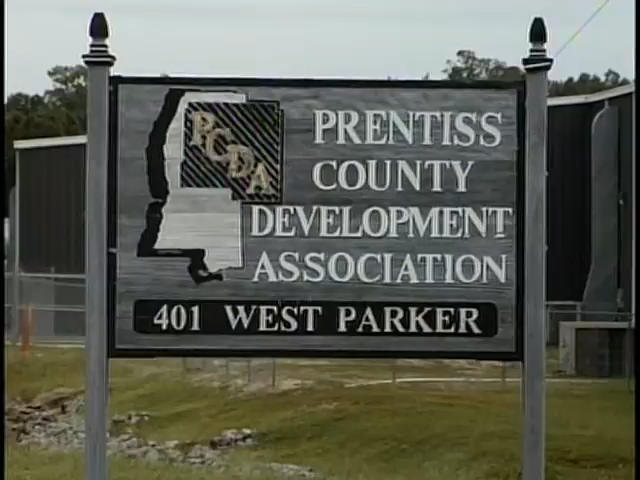 PCDA
PRENTISS
COUNTY
DEVELOPMENT
ASSOCIATION
401 WEST PARKER